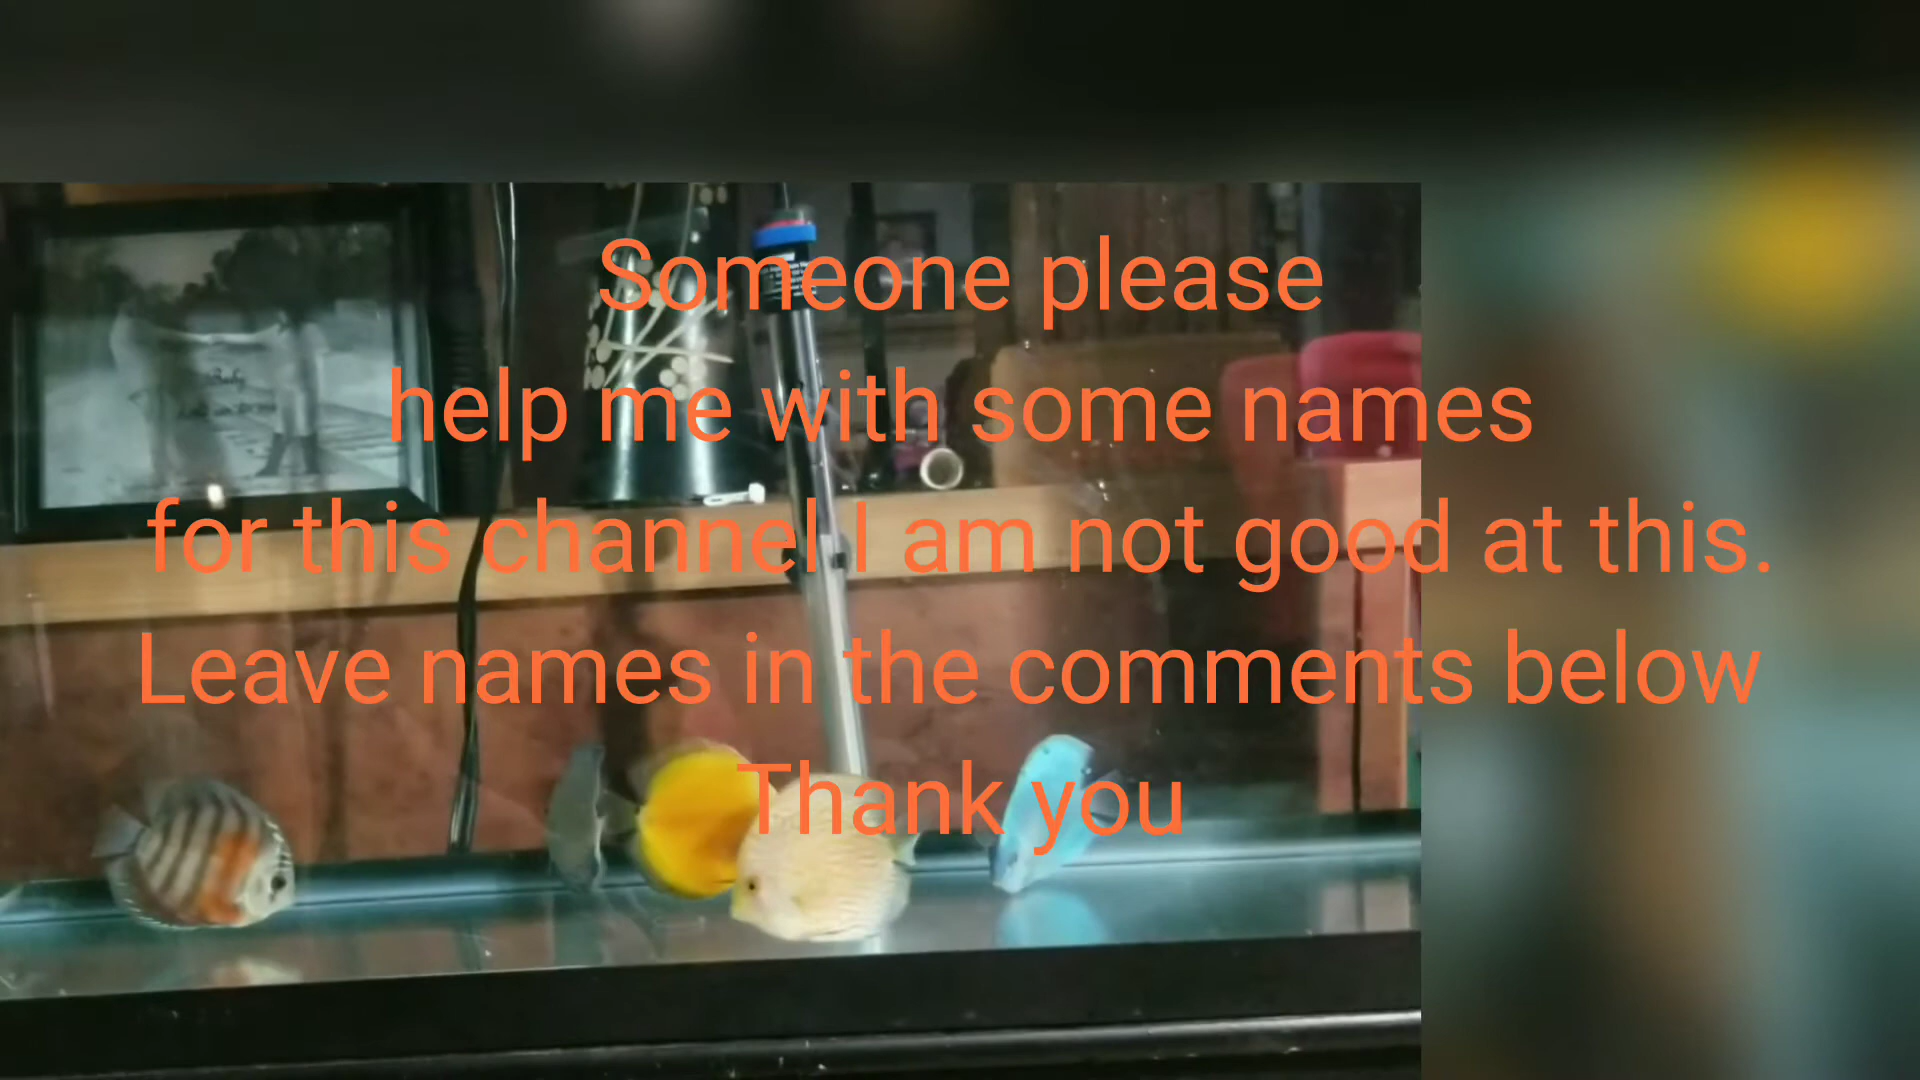 Someone please
help me with some names
for this channel I am not good at this.
Leave names in the comments below
Thank you